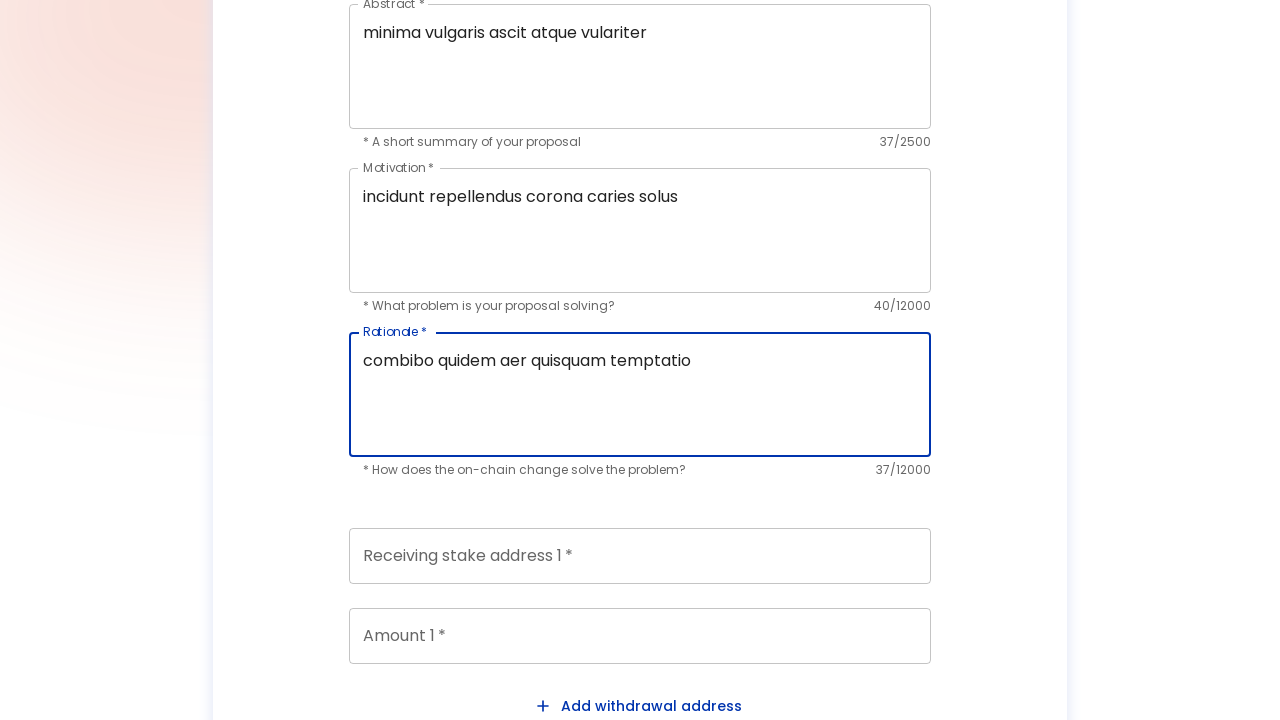 Abstract *
minima vulgaris ascit atque vulariter
* A short summary of your proposal 37/2500
Motivation *
incidunt repellendus corona caries solus
* What problem is your proposal solving? 40/12000
Rationale *
combibo quidem aer quisquam temptatio
* How does the on-chain change solve the problem? 37/12000
Receiving stake address 1 *
Amount 1 *
+ Add withdrawal address